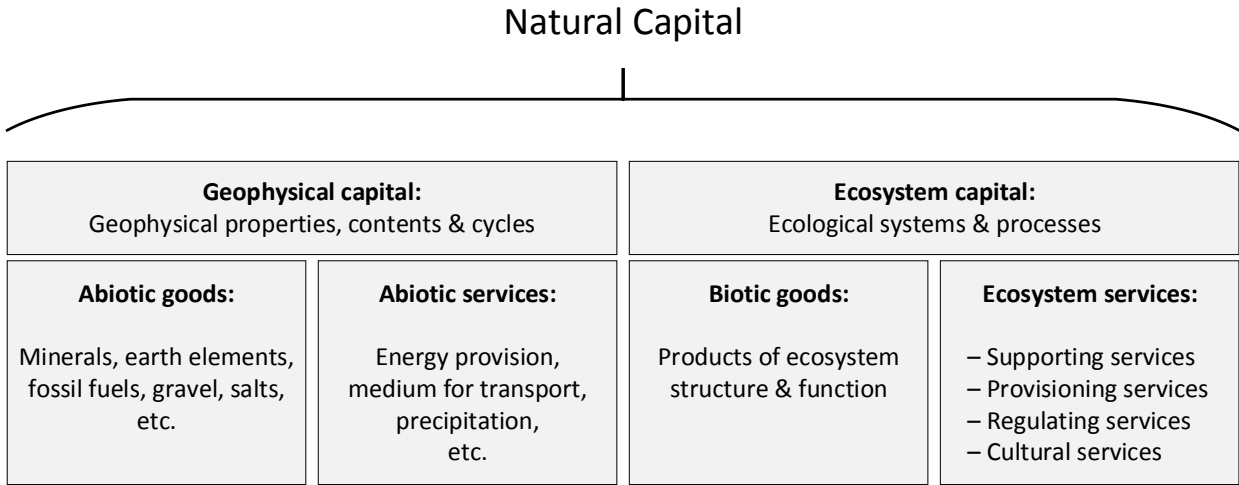 Natural Capital
Geophysical capital:
Geophysical properties, contents & cycles
Ecosystem capital:
Ecological systems & processes
Abiotic goods:
Minerals, earth elements,
fossil fuels, gravel, salts,
etc.
Abiotic services:
Energy provision,
medium for transport,
precipitation,
etc.
Biotic goods:
Products of ecosystem
structure & function
Ecosystem services:
– Supporting services
– Provisioning services
– Regulating services
– Cultural services